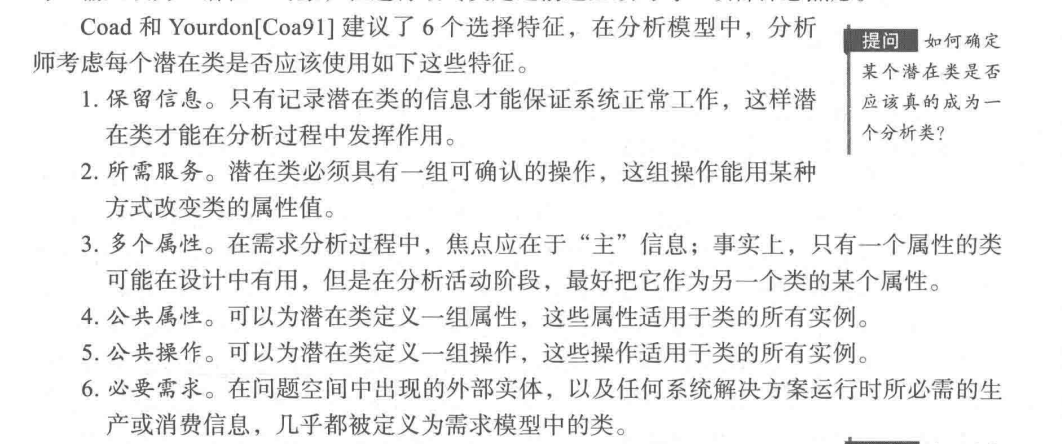 Coad 和 Yourdon[Coa91] 建议了 6 个选择特征，在分析模型中，分析
师考虑每个潜在类是否应该使用如下这些特征。
1. 保留信息。只有记录潜在类的信息才能保证系统正常工作，这样潜
在类才能在分析过程中发挥作用。
2. 所需服务。潜在类必须具有一组可确认的操作，这组操作能用某种
方式改变类的属性值。
提问 如何确定
某个潜在类是否
应该真的成为一
个分析类?
3. 多个属性。在需求分析过程中，焦点应在于“主”信息；事实上，只有一个属性的类
可能在设计中有用，但是在分析活动阶段，最好把它作为另一个类的某个属性。
4. 公共属性。可以为潜在类定义一组属性，这些属性适用于类的所有实例。
5. 公共操作。可以为潜在类定义一组操作，这些操作适用于类的所有实例。
6. 必要需求。在问题空间中出现的外部实体，以及任何系统解决方案运行时所必需的生
产或消费信息，几乎都被定义为需求模型中的类。